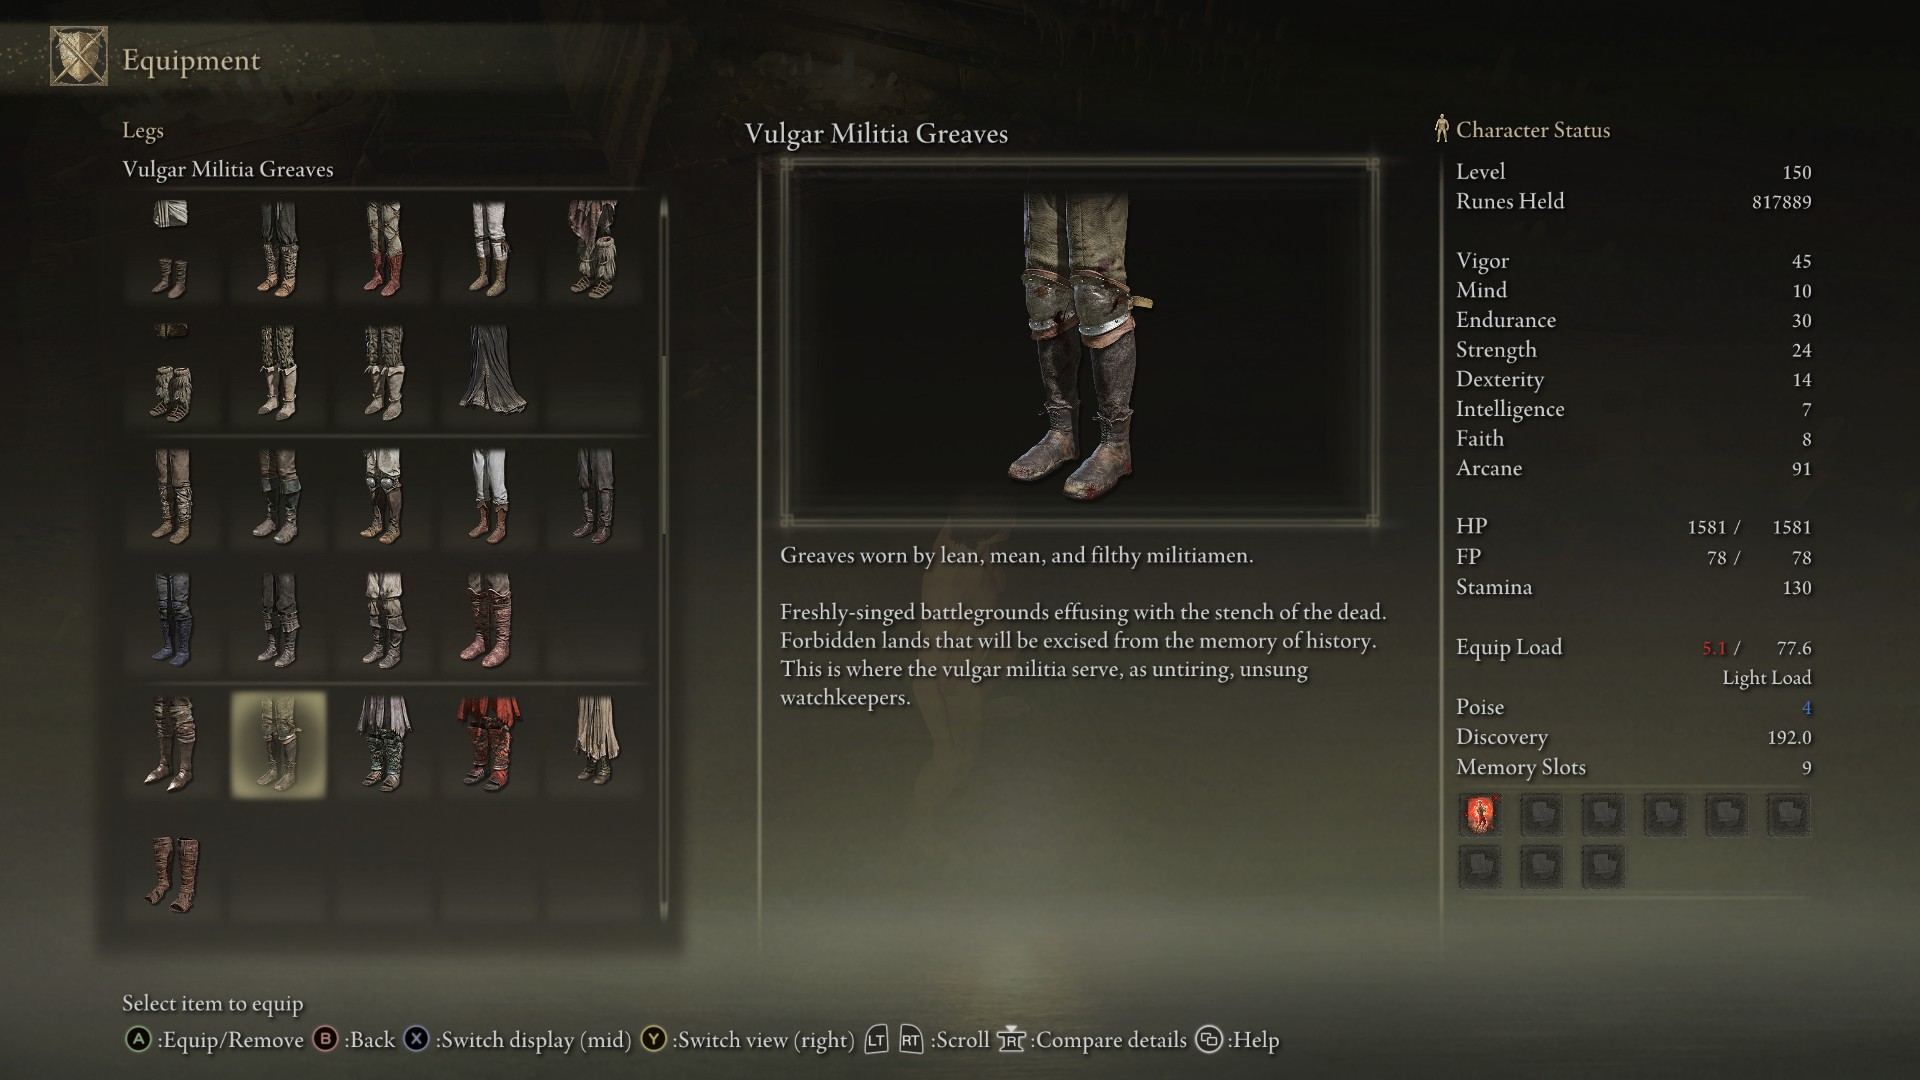 Equipment
Legs
Vulgar Militia Greaves
Vulgar Militia Greaves
Greaves worn by lean, mean, and filthy militiamen.
Freshly-singed battlegrounds effusing with the stench of the dead.
Forbidden lands that will be excised from the memory of history.
This is where the vulgar militia serve, as untiring, unsung
watchkeepers.
Character Status
Level 150
Runes Held 817889
Vigor 45
Mind 10
Endurance 30
Strength 24
Dexterity 14
Intelligence 7
Faith 8
Arcane 91
HP 1581 / 1581
FP 78 / 78
Stamina 130
Equip Load 5.1 / 77.6
Light Load
Poise 4
Discovery 192.0
Memory Slots 9
Select item to equip
A :Equip/Remove B :Back X :Switch display (mid) Y :Switch view (right) LT RT :Scroll R :Compare details :Help